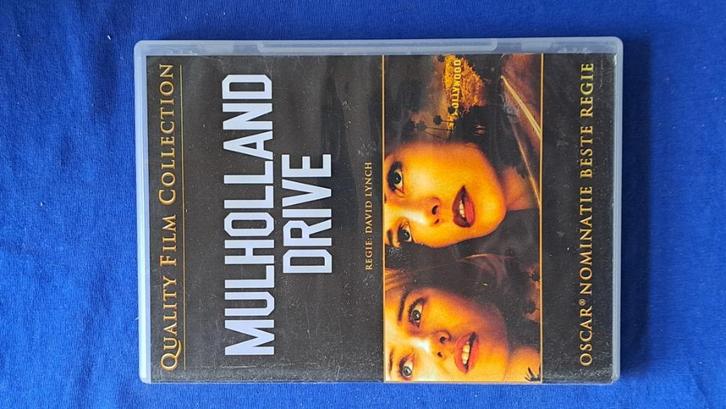 QUALITY FILM COLLECTION
MULHOLLAND
DRIVE
REGIE: DAVID LYNCH
HOLLYWOOD
OSCAR® NOMINATIE BESTE REGIE